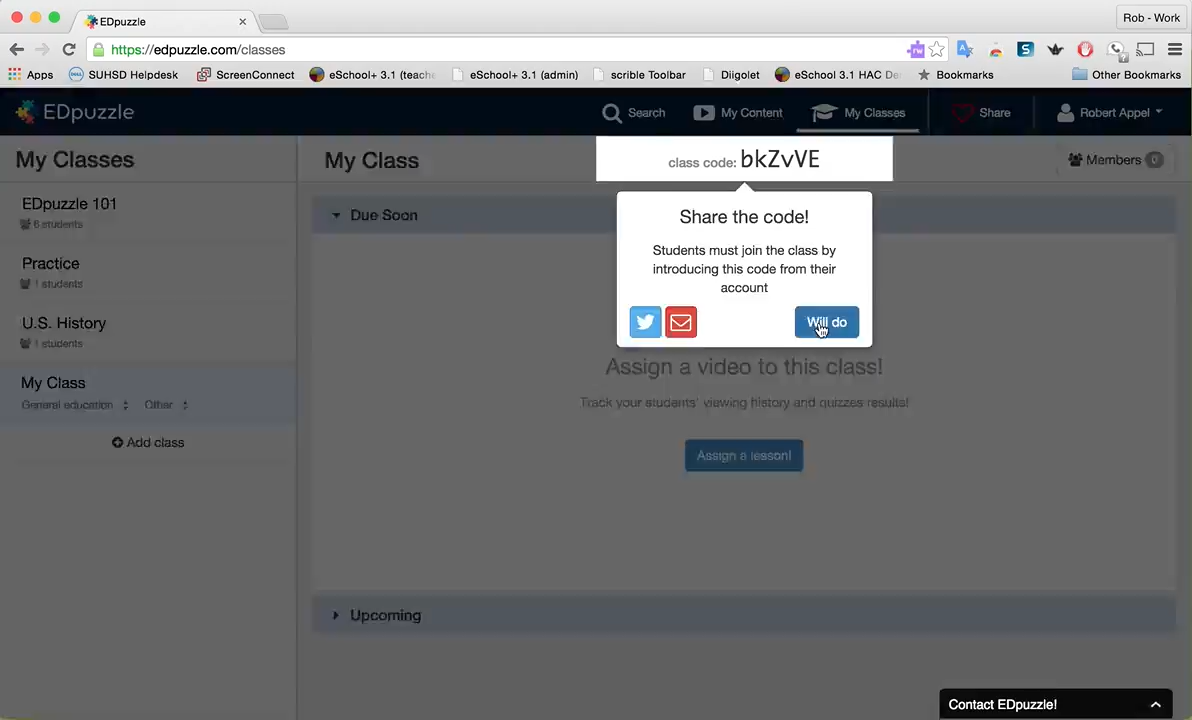 EDpuzzle
Rob - Work
https://edpuzzle.com/classes
Apps
SUHSD Helpdesk
ScreenConnect
eSchool+ 3.1 (teache
eSchool+ 3.1 (admin)
scrible Toolbar
Diigolet
eSchool 3.1 HAC De
Bookmarks
Other Bookmarks
EDpuzzle
Search
My Content
My Classes
Share
Robert Appel
My Classes
My Class
class code: bkZvVE
Members 0
EDpuzzle 101
6 students
Practice
1 students
U.S. History
1 students
My Class
General education
Other
Add class
Due Soon
Share the code!
Students must join the class by
introducing this code from their
account
Will do
Assign a video to this class!
Track your students' viewing history and quizzes results!
Assign a lesson!
Upcoming
Contact EDpuzzle!